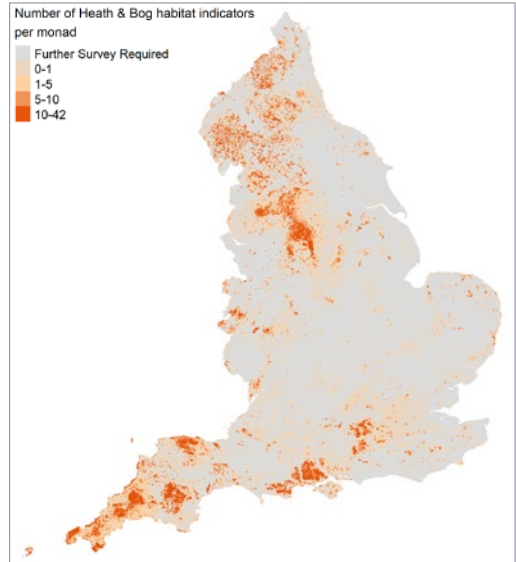 Number of Heath & Bog habitat indicators
per monad
Further Survey Required
0-1
1-5
5-10
10-42